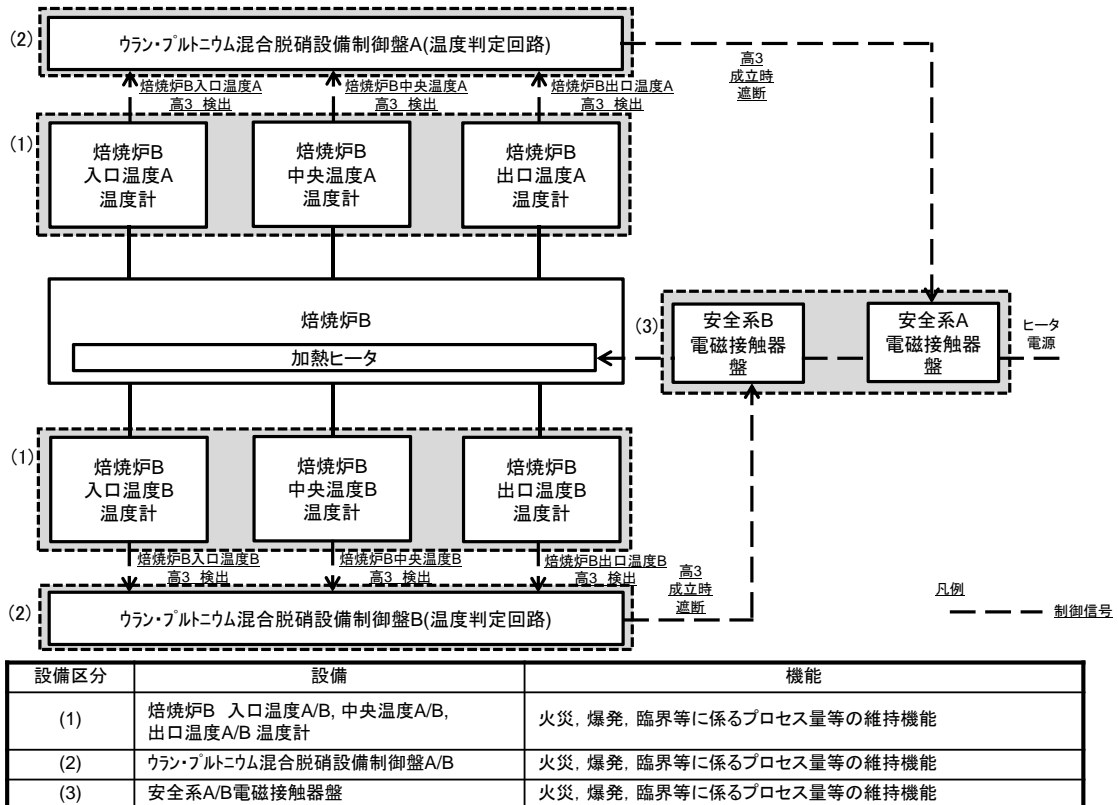 (2)
ウラン・プルトニウム混合脱硝設備制御盤A(温度判定回路)
焙焼炉B入口温度A
高3 検出
焙焼炉B中央温度A
高3 検出
焙焼炉B出口温度A
高3 検出
高3
成立時
遮断
(1)
焙焼炉B
入口温度A
温度計
焙焼炉B
中央温度A
温度計
焙焼炉B
出口温度A
温度計
焙焼炉B
加熱ヒータ
(3)
安全系B
電磁接触器
盤
安全系A
電磁接触器
盤
ヒータ
電源
(1)
焙焼炉B
入口温度B
温度計
焙焼炉B
中央温度B
温度計
焙焼炉B
出口温度B
温度計
焙焼炉B入口温度B
高3 検出
焙焼炉B中央温度B
高3 検出
焙焼炉B出口温度B
高3 検出
(2)
ウラン・プルトニウム混合脱硝設備制御盤B(温度判定回路)
高3
成立時
遮断
凡例
制御信号
設備区分 設備 機能
(1) 焙焼炉B 入口温度A/B, 中央温度A/B,
出口温度A/B 温度計 火災, 爆発, 臨界等に係るプロセス量等の維持機能
(2) ウラン・プルトニウム混合脱硝設備制御盤A/B 火災, 爆発, 臨界等に係るプロセス量等の維持機能
(3) 安全系A/B電磁接触器盤 火災, 爆発, 臨界等に係るプロセス量等の維持機能